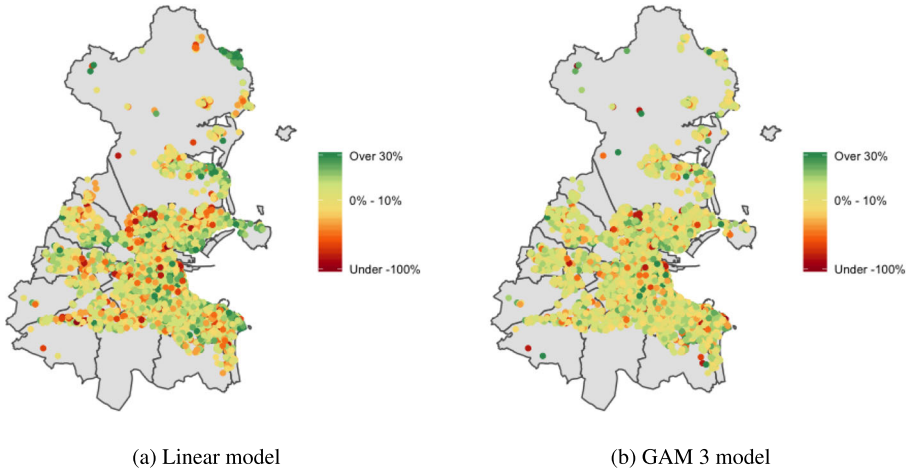 Over 30%
0% - 10%
Under -100%
Over 30%
0% - 10%
Under -100%
(a) Linear model
(b) GAM 3 model